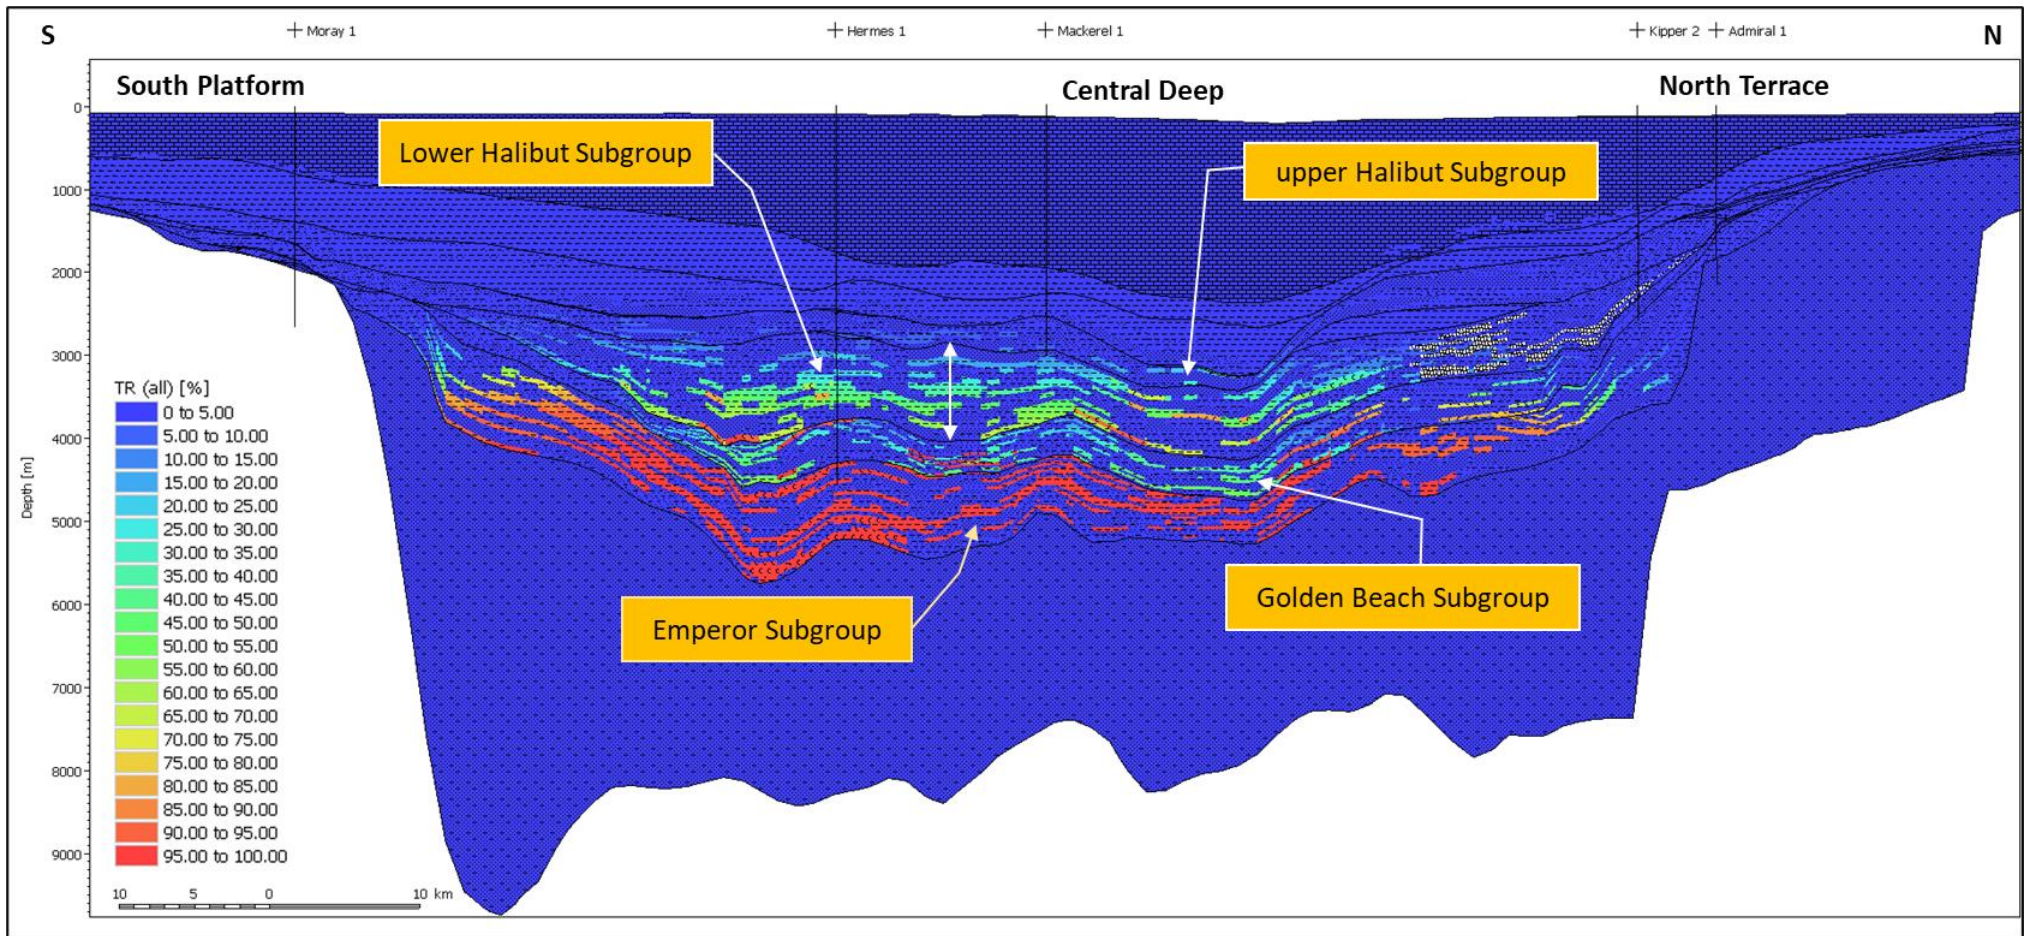 S
Moray 1
Hermes 1
Mackerel 1
Kipper 2
Admiral 1
N
South Platform
Central Deep
North Terrace
Lower Halibut Subgroup
upper Halibut Subgroup
0
1000
2000
3000
4000
5000
6000
7000
8000
9000
Depth [m]
TR (all) [%]
0 to 5.00
5.00 to 10.00
10.00 to 15.00
15.00 to 20.00
20.00 to 25.00
25.00 to 30.00
30.00 to 35.00
35.00 to 40.00
40.00 to 45.00
45.00 to 50.00
50.00 to 55.00
55.00 to 60.00
60.00 to 65.00
65.00 to 70.00
70.00 to 75.00
75.00 to 80.00
80.00 to 85.00
85.00 to 90.00
90.00 to 95.00
95.00 to 100.00
Golden Beach Subgroup
Emperor Subgroup
10 5 0 10 km